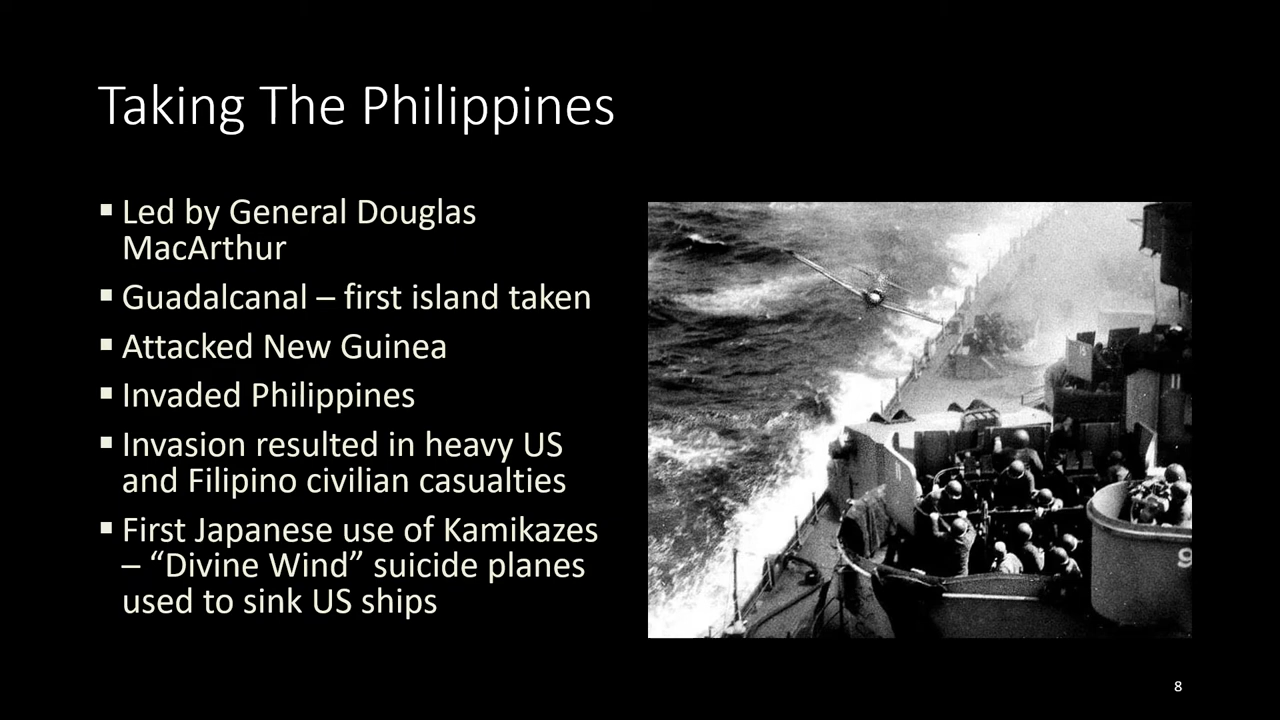 Taking The Philippines
▪ Led by General Douglas
MacArthur
▪ Guadalcanal – first island taken
▪ Attacked New Guinea
▪ Invaded Philippines
▪ Invasion resulted in heavy US
and Filipino civilian casualties
▪ First Japanese use of Kamikazes
– “Divine Wind” suicide planes
used to sink US ships
9
8